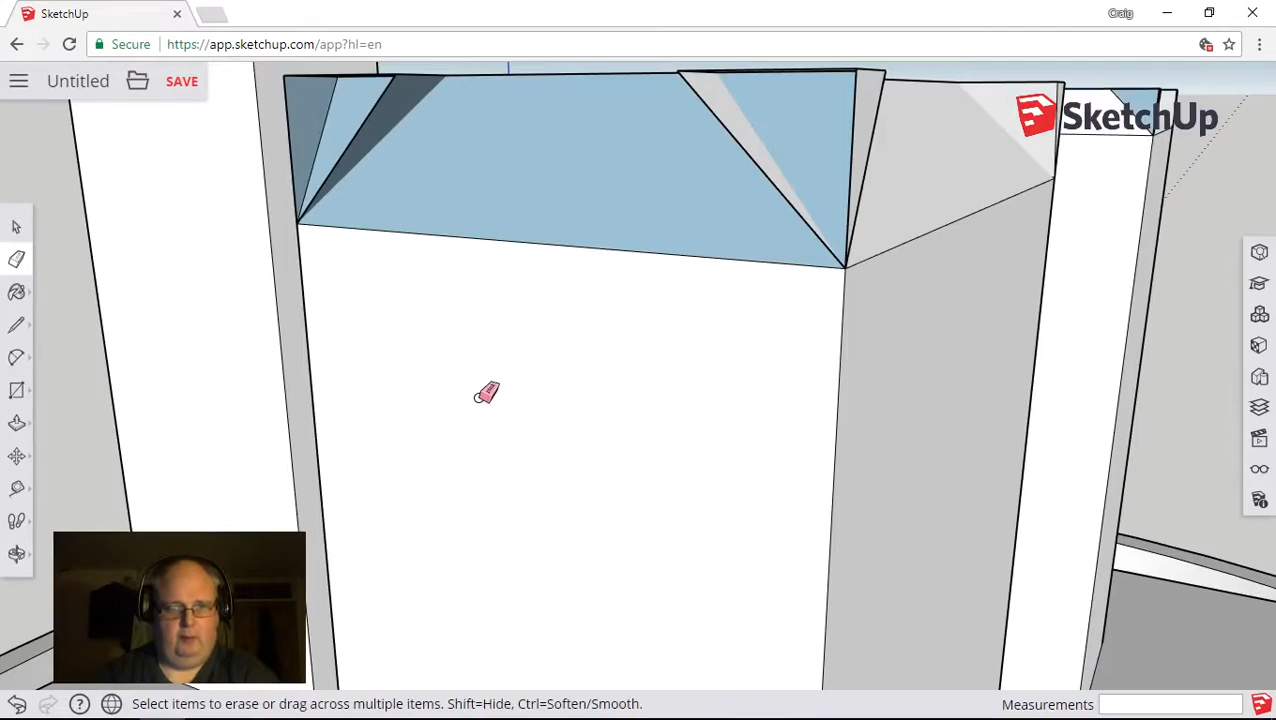 SketchUp
Craig
Secure
https://app.sketchup.com/app?hl=en
Untitled
SAVE
SketchUp
Select items to erase or drag across multiple items. Shift=Hide, Ctrl=Soften/Smooth.
Measurements